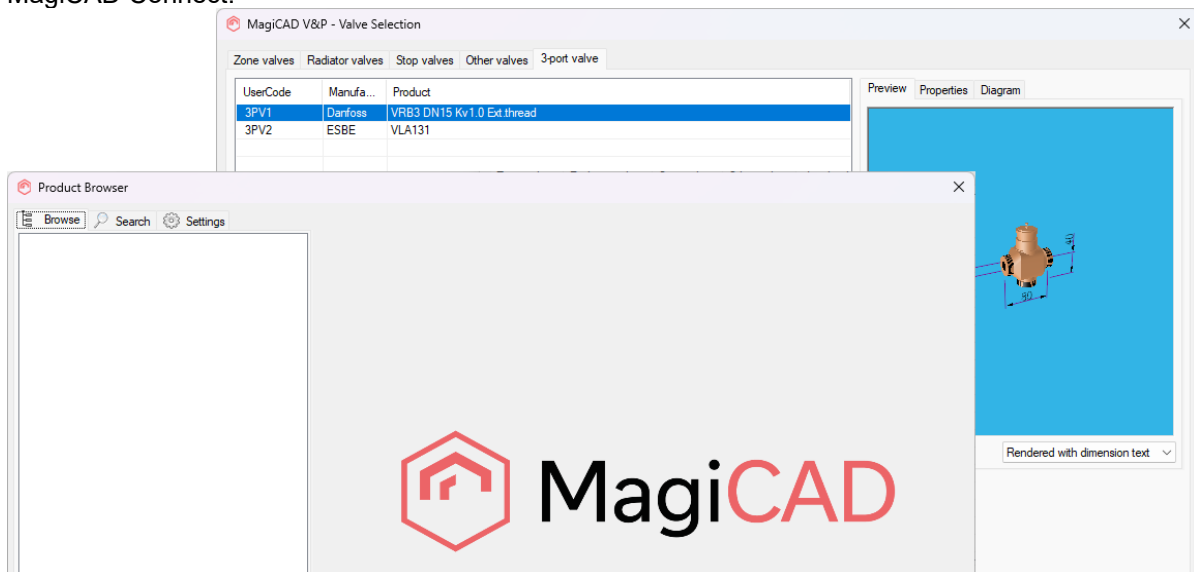 MagiCAD Connect.
MagiCAD V&P - Valve Selection
Zone valves Radiator valves Stop valves Other valves 3-port valve
UserCode Manufa... Product
3PV1 Danfoss VRB3 DN15 Kv1.0 Ext.thread
3PV2 ESBE VLA131
Preview Properties Diagram
40
90
Rendered with dimension text
Product Browser
Browse Search Settings
MagiCAD